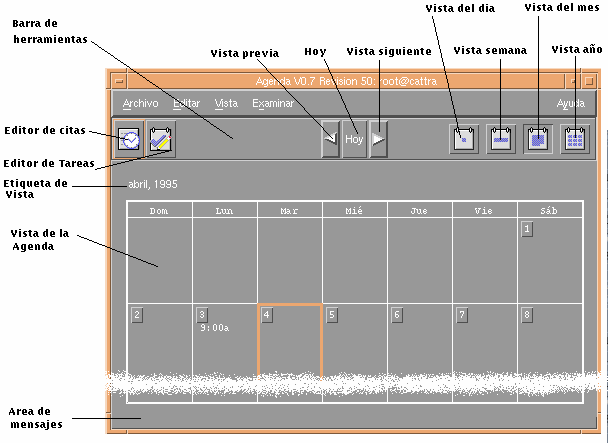 Vista del dia
Vista del mes
Barra de
herramientas
Vista previa
Hoy
Vista siguiente
Vista semana
Vista año
Agenda V0.7 Revision 50: root@cattra
Archivo Editar Vista Examinar Ayuda
Editor de citas
Hoy
Editor de Tareas
Etiqueta de
Vista
abril, 1995
Dom Lun Mar Mié Jue Vie Sáb
Vista de la
Agenda
1
2 3 4 5 6 7 8
9:00a
Area de
mensajes